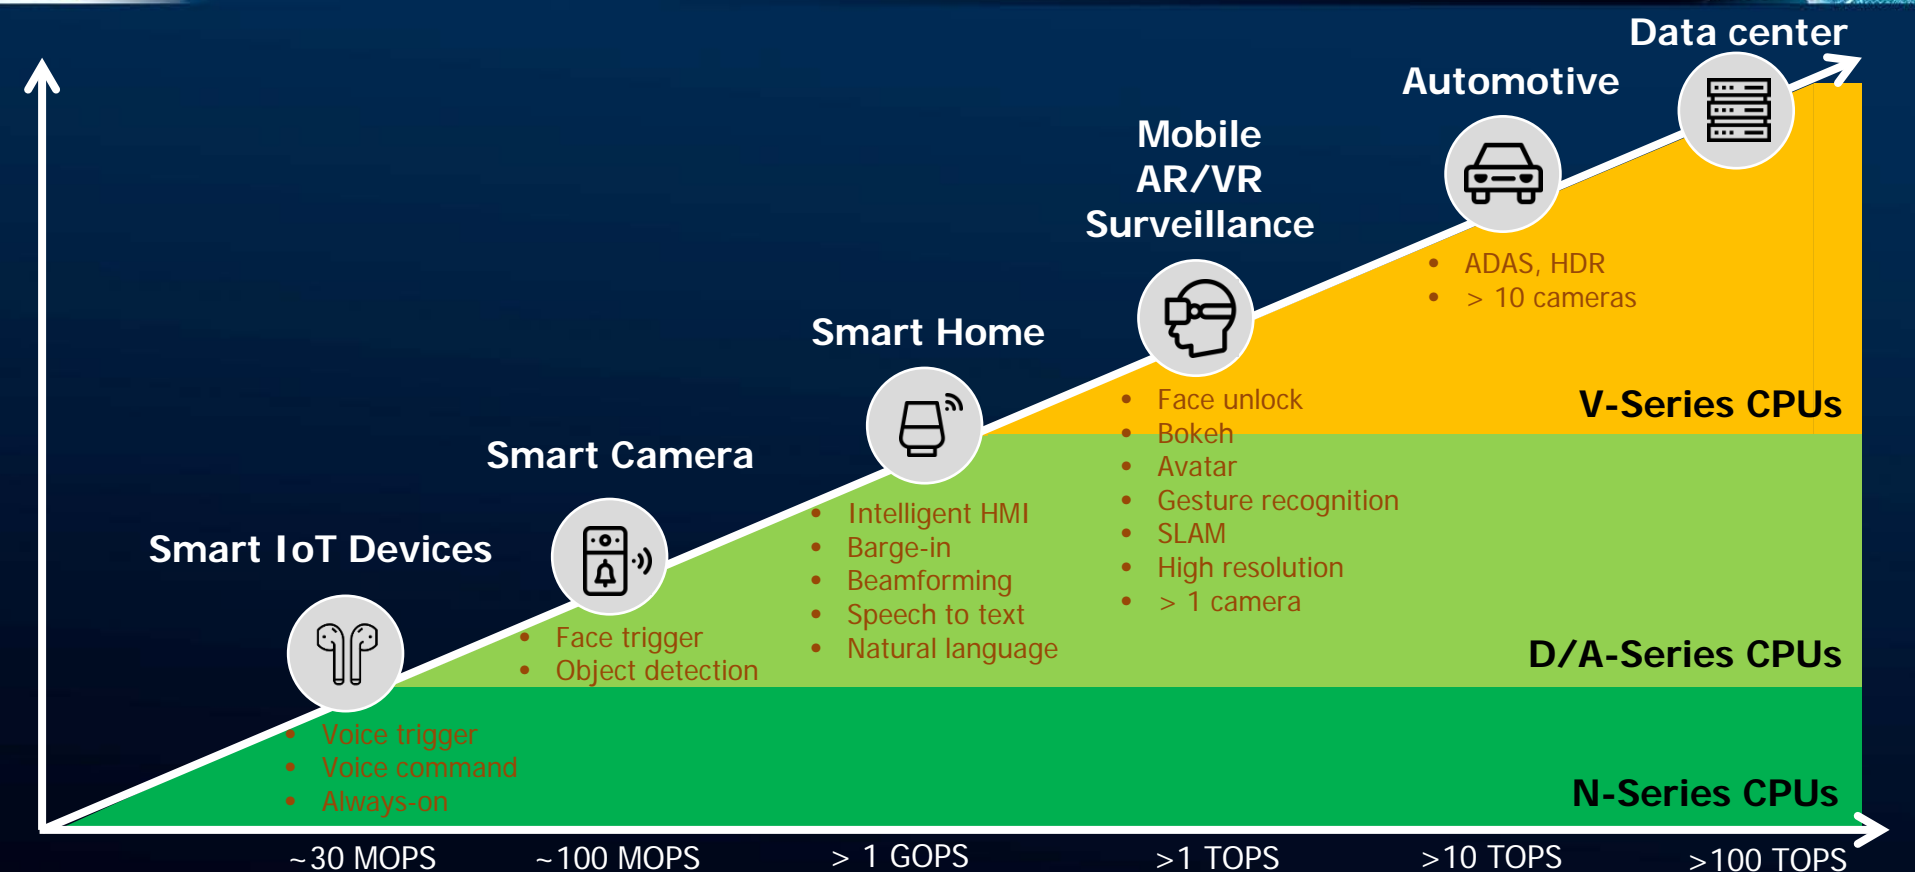 Data center
Automotive
Mobile
AR/VR
Surveillance
• ADAS, HDR
• > 10 cameras
Smart Home
• Face unlock
• Bokeh
• Avatar
• Gesture recognition
• SLAM
• High resolution
• > 1 camera
V-Series CPUs
Smart Camera
• Intelligent HMI
• Barge-in
• Beamforming
• Speech to text
• Natural language
Smart IoT Devices
• Face trigger
• Object detection
D/A-Series CPUs
• Voice trigger
• Voice command
• Always-on
N-Series CPUs
~30 MOPS
~100 MOPS
> 1 GOPS
>1 TOPS
>10 TOPS
>100 TOPS